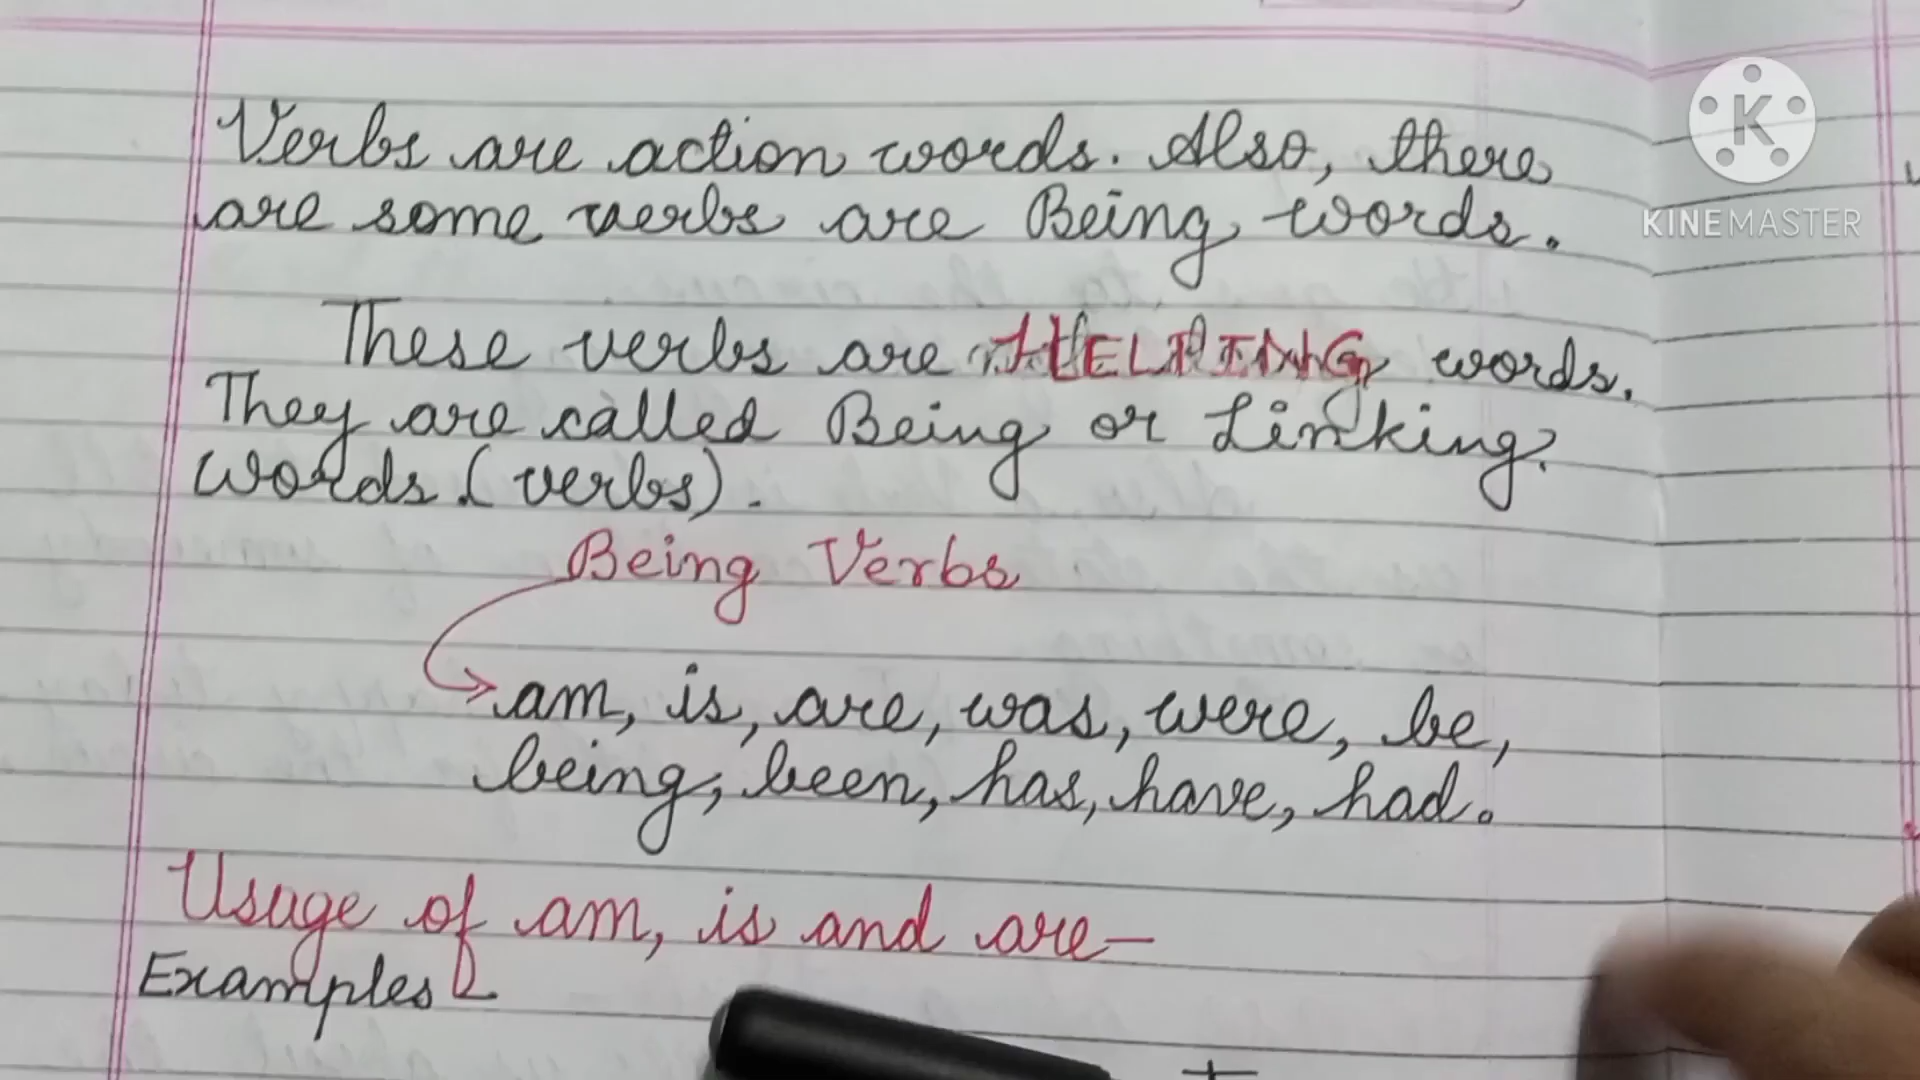 Verbs are action words. Also, there
are some verbs are Being words.
These verbs are HELPING words.
They are called Being or Linking.
words.(verbs).
Being Verbs
am, is, are, was, were, be,
being, been, has, have, had.
Usage of am, is and are-
Examples
K
KINEMASTER